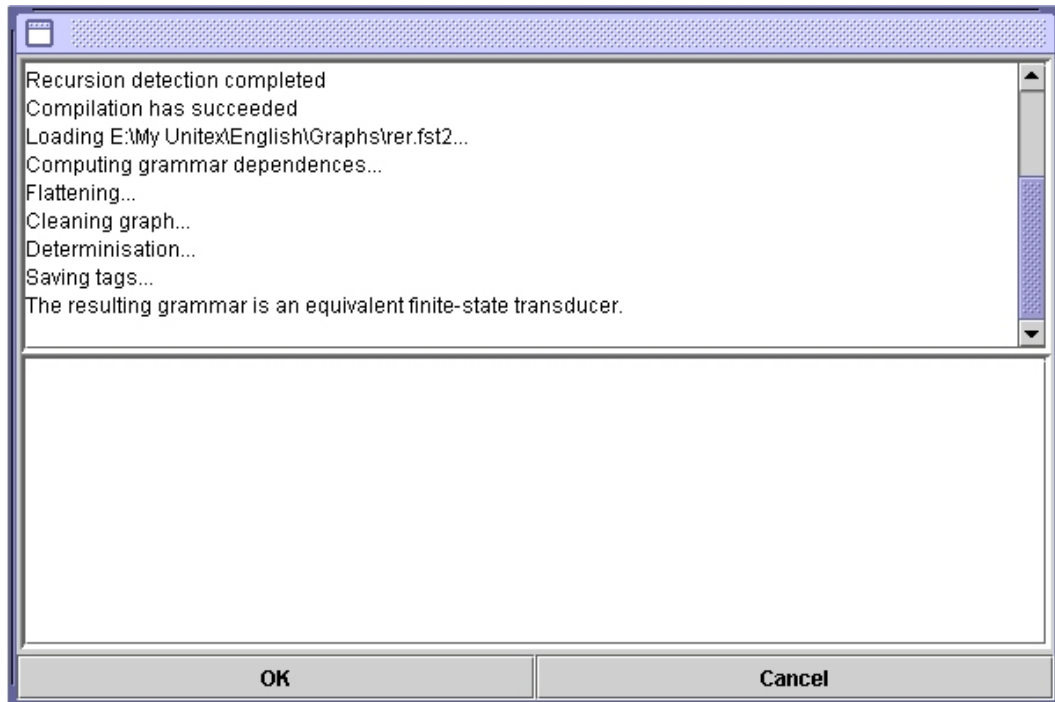 Recursion detection completed
Compilation has succeeded
Loading E:\My Unitex\English\Graphs\rer.fst2...
Computing grammar dependences...
Flattening...
Cleaning graph...
Determinisation...
Saving tags...
The resulting grammar is an equivalent finite-state transducer.
OK
Cancel